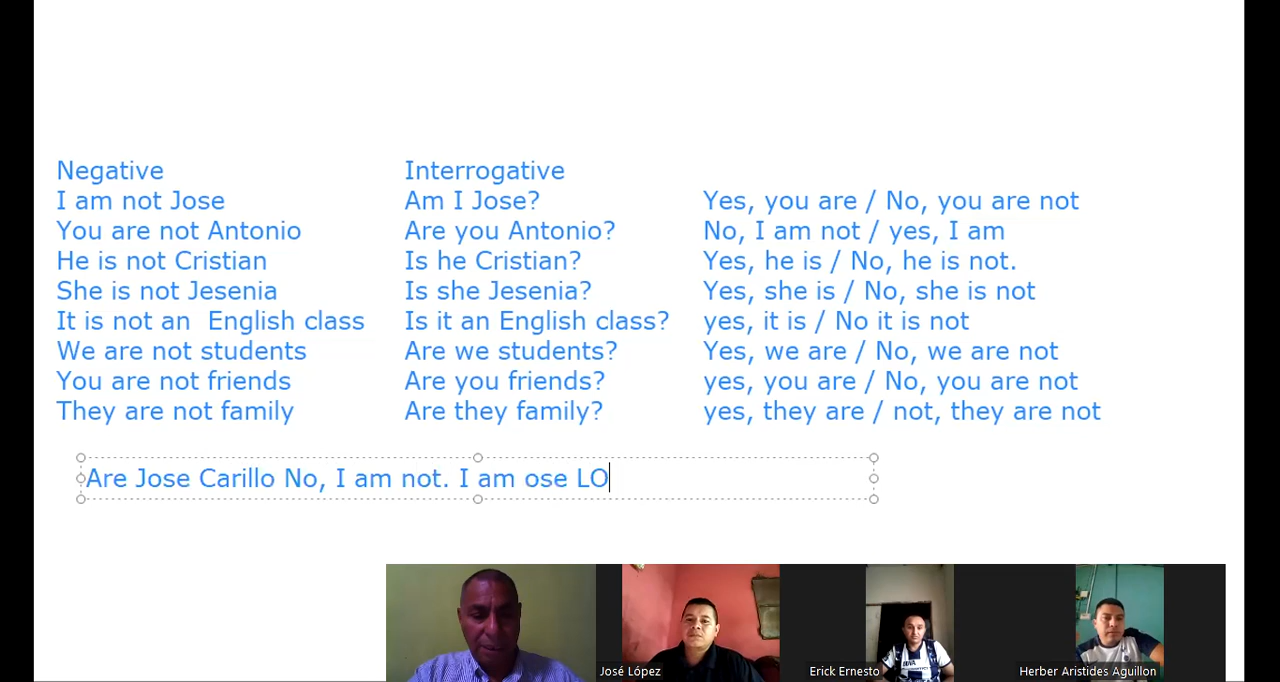 Negative
Interrogative
I am not Jose
Am I Jose?
Yes, you are / No, you are not
You are not Antonio
Are you Antonio?
No, I am not / yes, I am
He is not Cristian
Is he Cristian?
Yes, he is / No, he is not.
She is not Jesenia
Is she Jesenia?
Yes, she is / No, she is not
It is not an  English class
Is it an English class?
yes, it is / No it is not
We are not students
Are we students?
Yes, we are / No, we are not
You are not friends
Are you friends?
yes, you are / No, you are not
They are not family
Are they family?
yes, they are / not, they are not
Are Jose Carillo No, I am not. I am ose LO
José López
Erick Ernesto
Herber Aristides Aguillon
BBVA